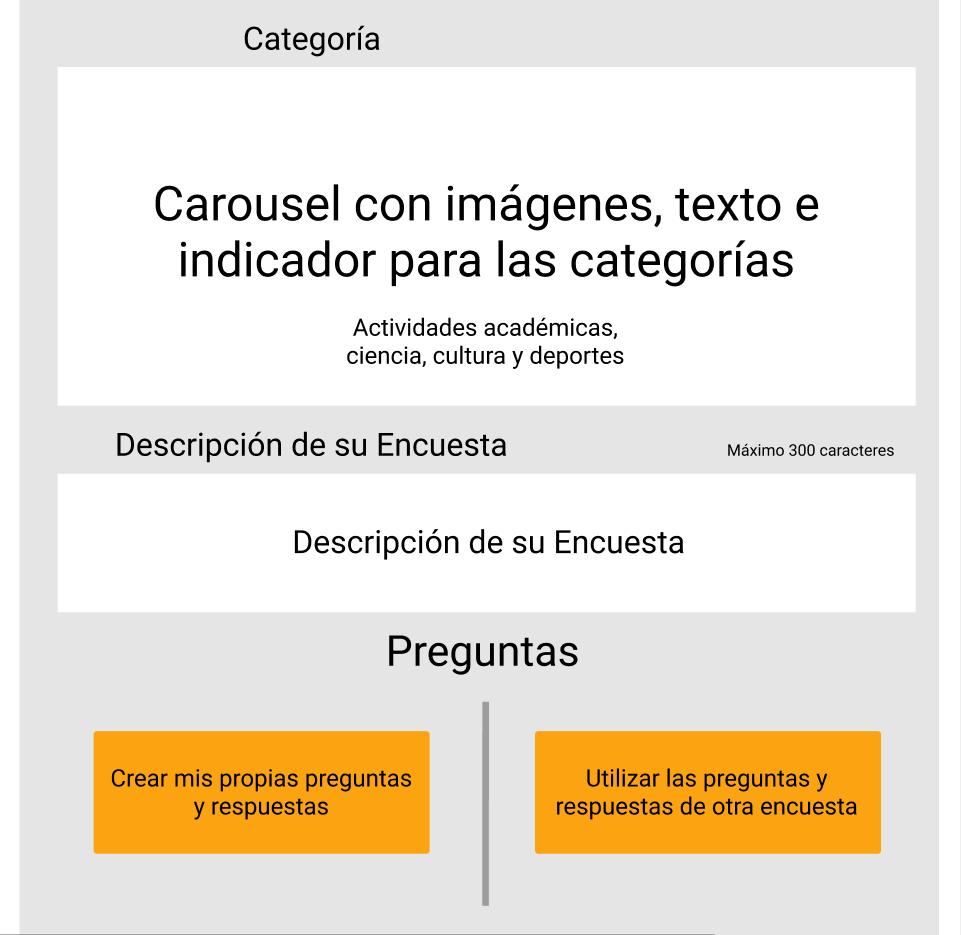 Categoría
Carousel con imágenes, texto e
indicador para las categorías
Actividades académicas,
ciencia, cultura y deportes
Descripción de su Encuesta
Máximo 300 caracteres
Descripción de su Encuesta
Preguntas
Crear mis propias preguntas
y respuestas
Utilizar las preguntas y
respuestas de otra encuesta